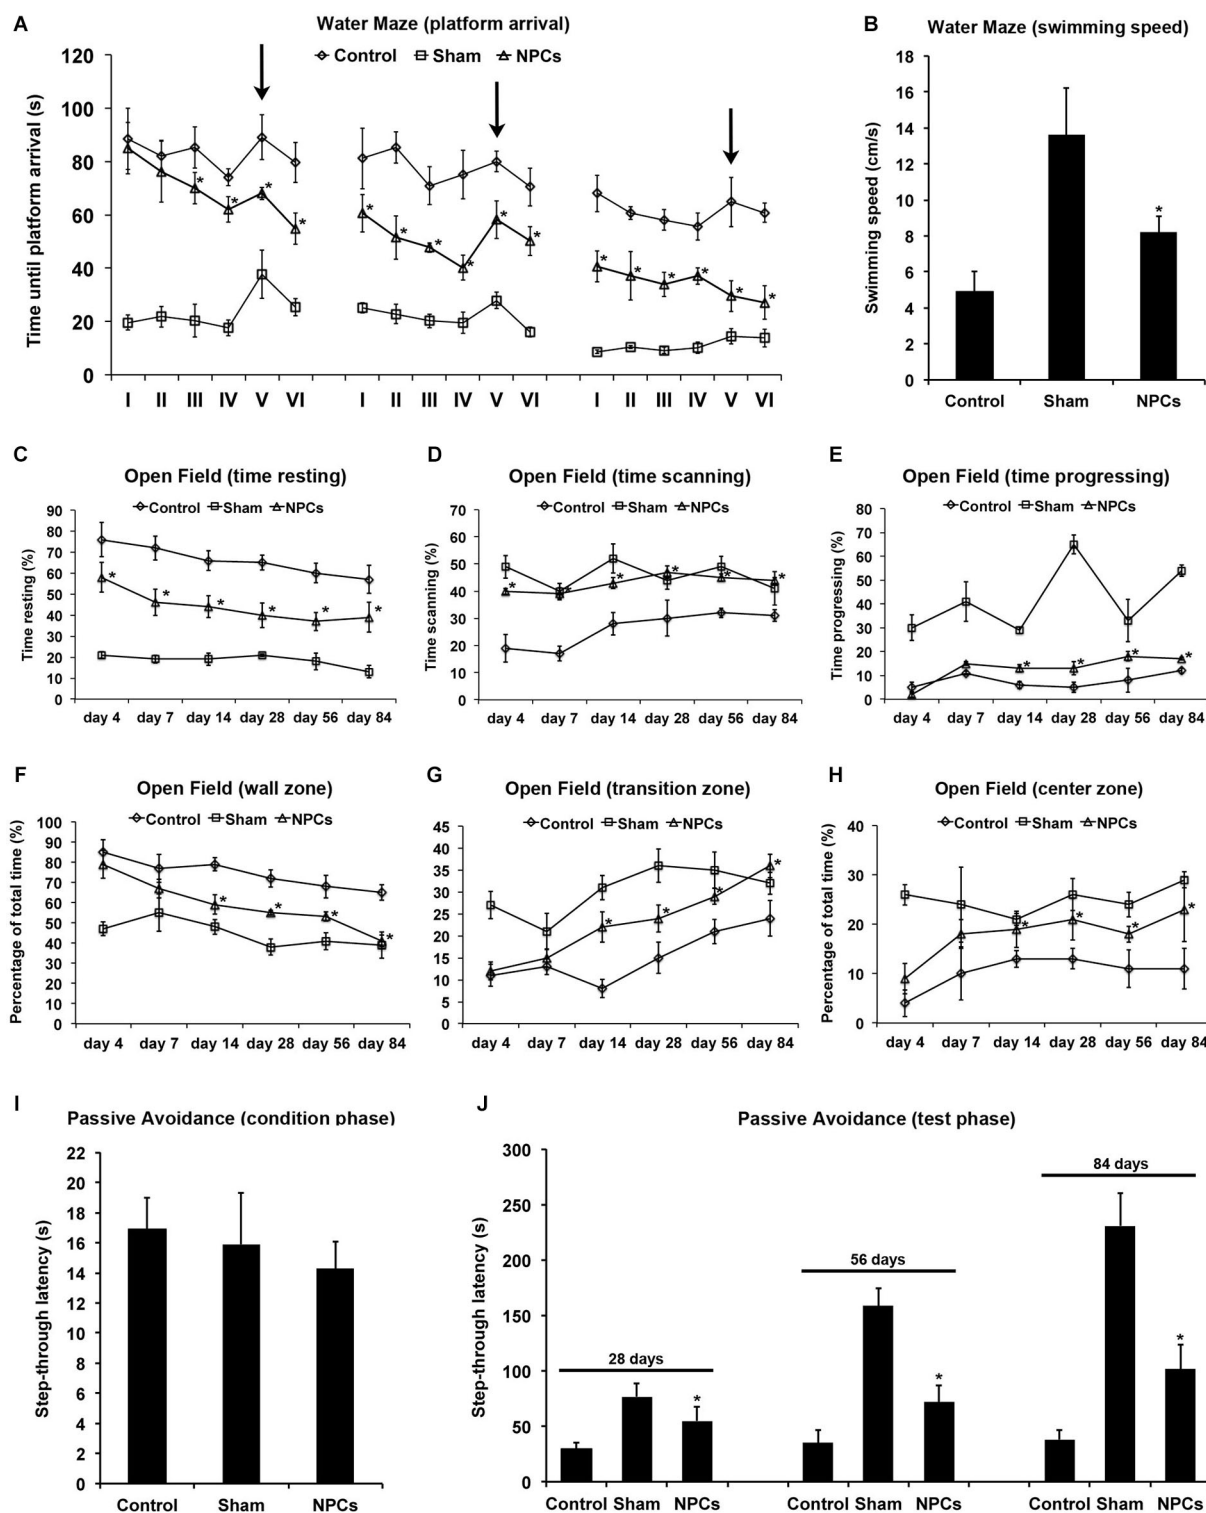 A
Water Maze (platform arrival)
Control Sham NPCs
Time until platform arrival (s)
120
100
80
60
40
20
0
* * * * * * * * * * * * * * * *
I II III IV V VI I II III IV V VI I II III IV V VI
B
Water Maze (swimming speed)
Swimming speed (cm/s)
18
16
14
12
10
8
6
4
2
0
*
Control Sham NPCs
C
Open Field (time resting)
Control Sham NPCs
Time resting (%)
90
80
70
60
50
40
30
20
10
0
* * * * * *
day 4 day 7 day 14 day 28 day 56 day 84
D
Open Field (time scanning)
Control Sham NPCs
Time scanning (%)
70
60
50
40
30
20
10
0
* * * * * *
day 4 day 7 day 14 day 28 day 56 day 84
E
Open Field (time progressing)
Control Sham NPCs
Time progressing (%)
80
70
60
50
40
30
20
10
0
* * * *
day 4 day 7 day 14 day 28 day 56 day 84
F
Open Field (wall zone)
Control Sham NPCs
Percentage of total time (%)
100
90
80
70
60
50
40
30
20
10
0
* * * *
day 4 day 7 day 14 day 28 day 56 day 84
G
Open Field (transition zone)
Control Sham NPCs
45
40
35
30
25
20
15
10
5
0
* * * *
day 4 day 7 day 14 day 28 day 56 day 84
H
Open Field (center zone)
Control Sham NPCs
Percentage of total time (%)
40
30
20
10
0
* * * *
day 4 day 7 day 14 day 28 day 56 day 84
I
Passive Avoidance (condition phase)
Step-through latency (s)
22
20
18
16
14
12
10
8
6
4
2
0
Control Sham NPCs
J
Passive Avoidance (test phase)
Step-through latency (s)
300
250
200
150
100
50
0
28 days
*
56 days
*
84 days
*
Control Sham NPCs Control Sham NPCs Control Sham NPCs